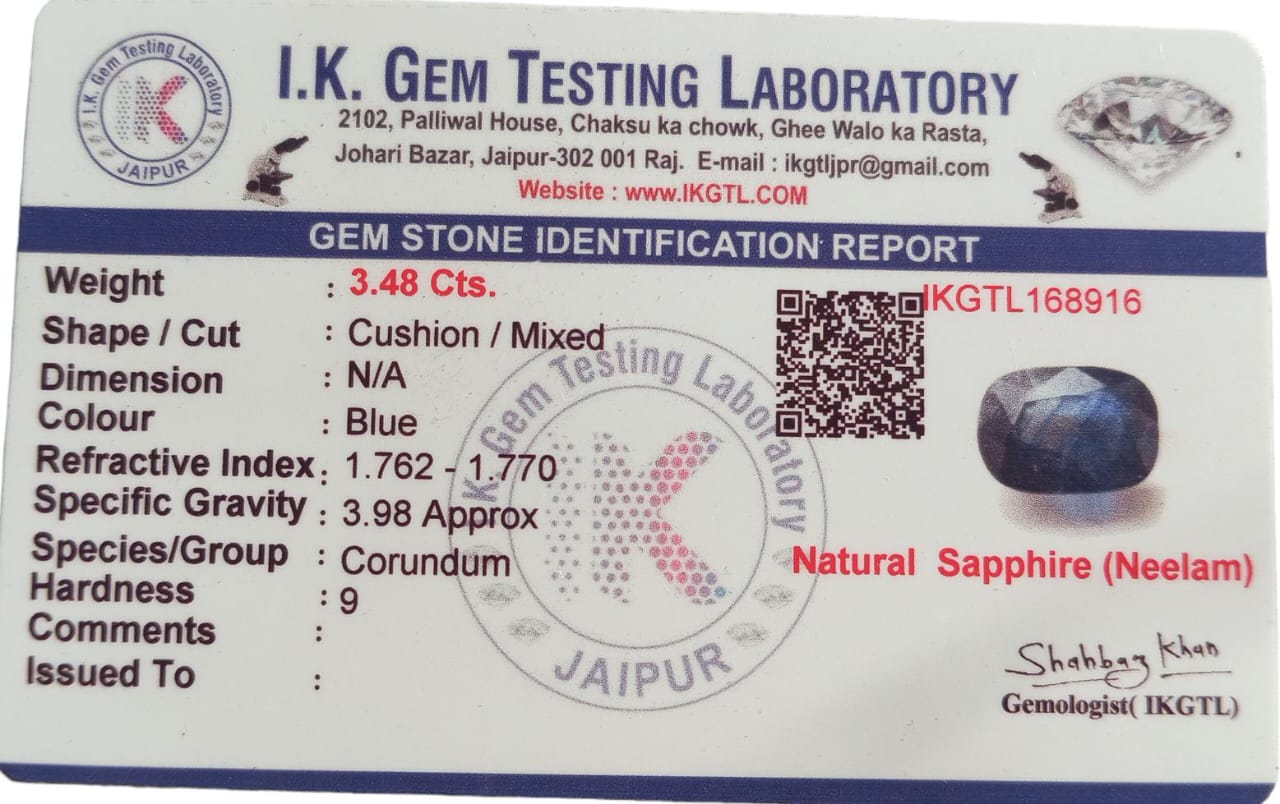 I.K. Gem Testing Laboratory
JAIPUR
IK
I.K. GEM TESTING LABORATORY
2102, Palliwal House, Chaksu ka chowk, Ghee Walo ka Rasta,
Johari Bazar, Jaipur-302 001 Raj. E-mail : ikgtljpr@gmail.com
Website : www.IKGTL.COM
GEM STONE IDENTIFICATION REPORT
Weight : 3.48 Cts.
Shape / Cut : Cushion / Mixed
Dimension : N/A
Colour : Blue
Refractive Index : 1.762 - 1.770
Specific Gravity : 3.98 Approx
Species/Group : Corundum
Hardness : 9
Comments :
Issued To :
K. Gem Testing Laboratory
IK
JAIPUR
IKGTL168916
Natural Sapphire (Neelam)
Shahbaz Khan
Gemologist( IKGTL)